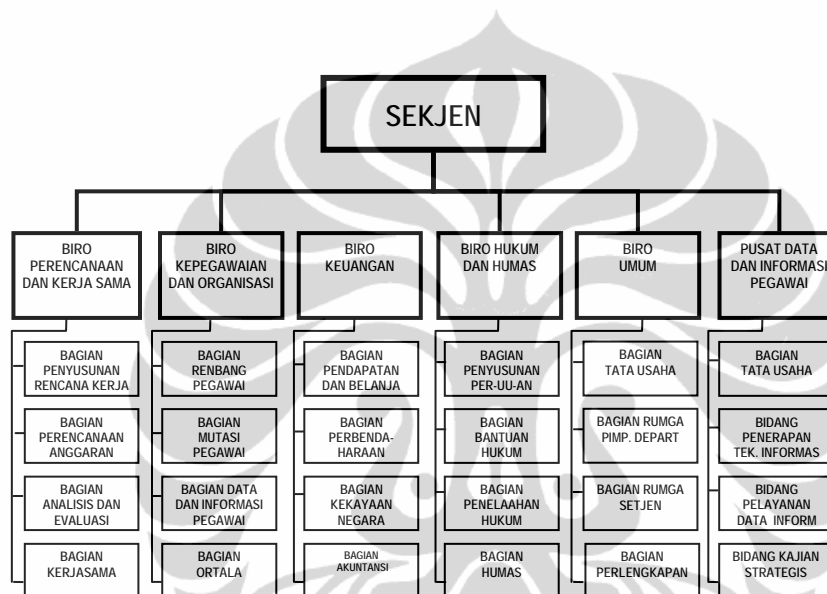 SEKJEN
BIRO
PERENCANAAN
DAN KERJA SAMA
BIRO
KEPEGAWAIAN
DAN ORGANISASI
BIRO
KEUANGAN
BIRO HUKUM
DAN HUMAS
BIRO
UMUM
PUSAT DATA
DAN INFORMASI
PEGAWAI
BAGIAN
PENYUSUNAN
RENCANA KERJA
BAGIAN
RENBANG
PEGAWAI
BAGIAN
PENDAPATAN
DAN BELANJA
BAGIAN
PENYUSUNAN
PER-UU-AN
BAGIAN
TATA USAHA
BAGIAN
TATA USAHA
BAGIAN
PERENCANAAN
ANGGARAN
BAGIAN
MUTASI
PEGAWAI
BAGIAN
PERBENDA-
HARAAN
BAGIAN
BANTUAN
HUKUM
BAGIAN RUMGA
PIMP. DEPART
BIDANG
PENERAPAN
TEK. INFORMAS
BAGIAN
ANALISIS DAN
EVALUASI
BAGIAN DATA
DAN INFORMASI
PEGAWAI
BAGIAN
KEKAYAAN
NEGARA
BAGIAN
PENELAAHAN
HUKUM
BAGIAN RUMGA
SETJEN
BIDANG
PELAYANAN
DATA INFORM
BAGIAN
KERJASAMA
BAGIAN
ORTALA
BAGIAN
AKUNTANSI
BAGIAN
HUMAS
BAGIAN
PERLENGKAPAN
BIDANG KAJIAN
STRATEGIS